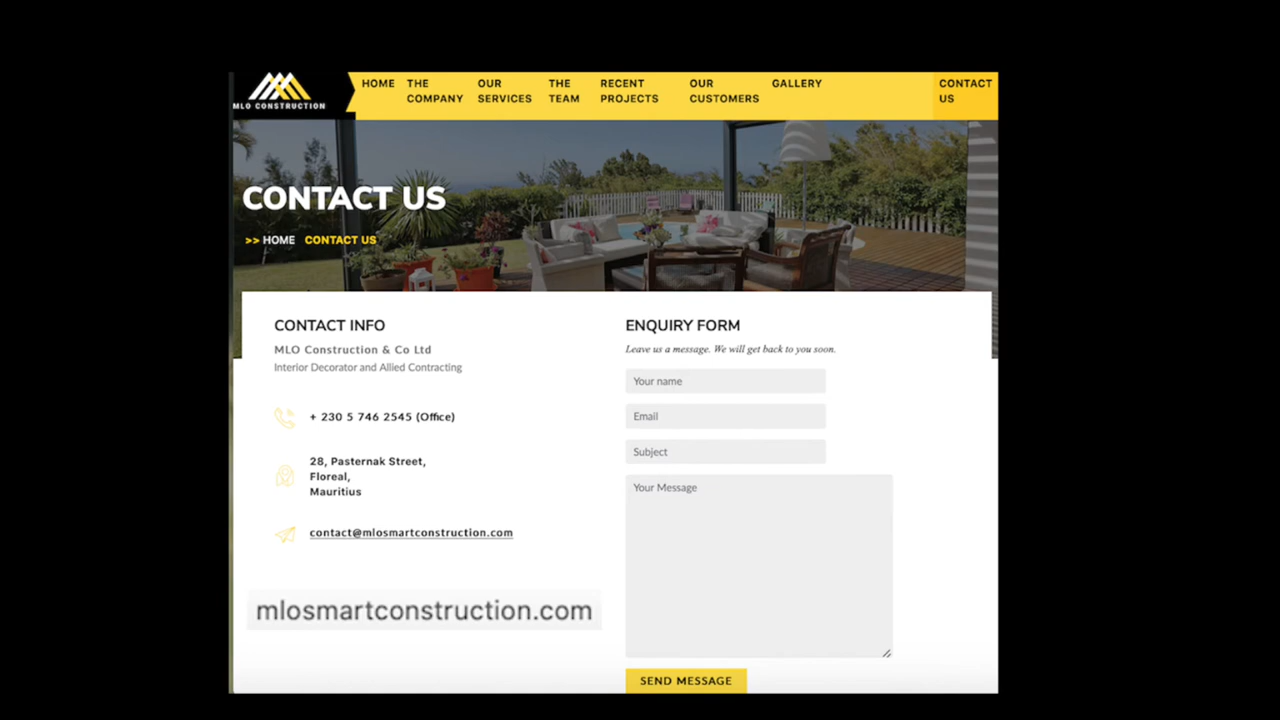 MLO CONSTRUCTION
HOME
THE
COMPANY
OUR
SERVICES
THE
TEAM
RECENT
PROJECTS
OUR
CUSTOMERS
GALLERY
CONTACT
US
CONTACT US
>> HOME CONTACT US
CONTACT INFO
MLO Construction & Co Ltd
Interior Decorator and Allied Contracting
+ 230 5 746 2545 (Office)
28, Pasternak Street,
Floreal,
Mauritius
contact@mlosmartconstruction.com
mlosmartconstruction.com
ENQUIRY FORM
Leave us a message. We will get back to you soon.
Your name
Email
Subject
Your Message
SEND MESSAGE